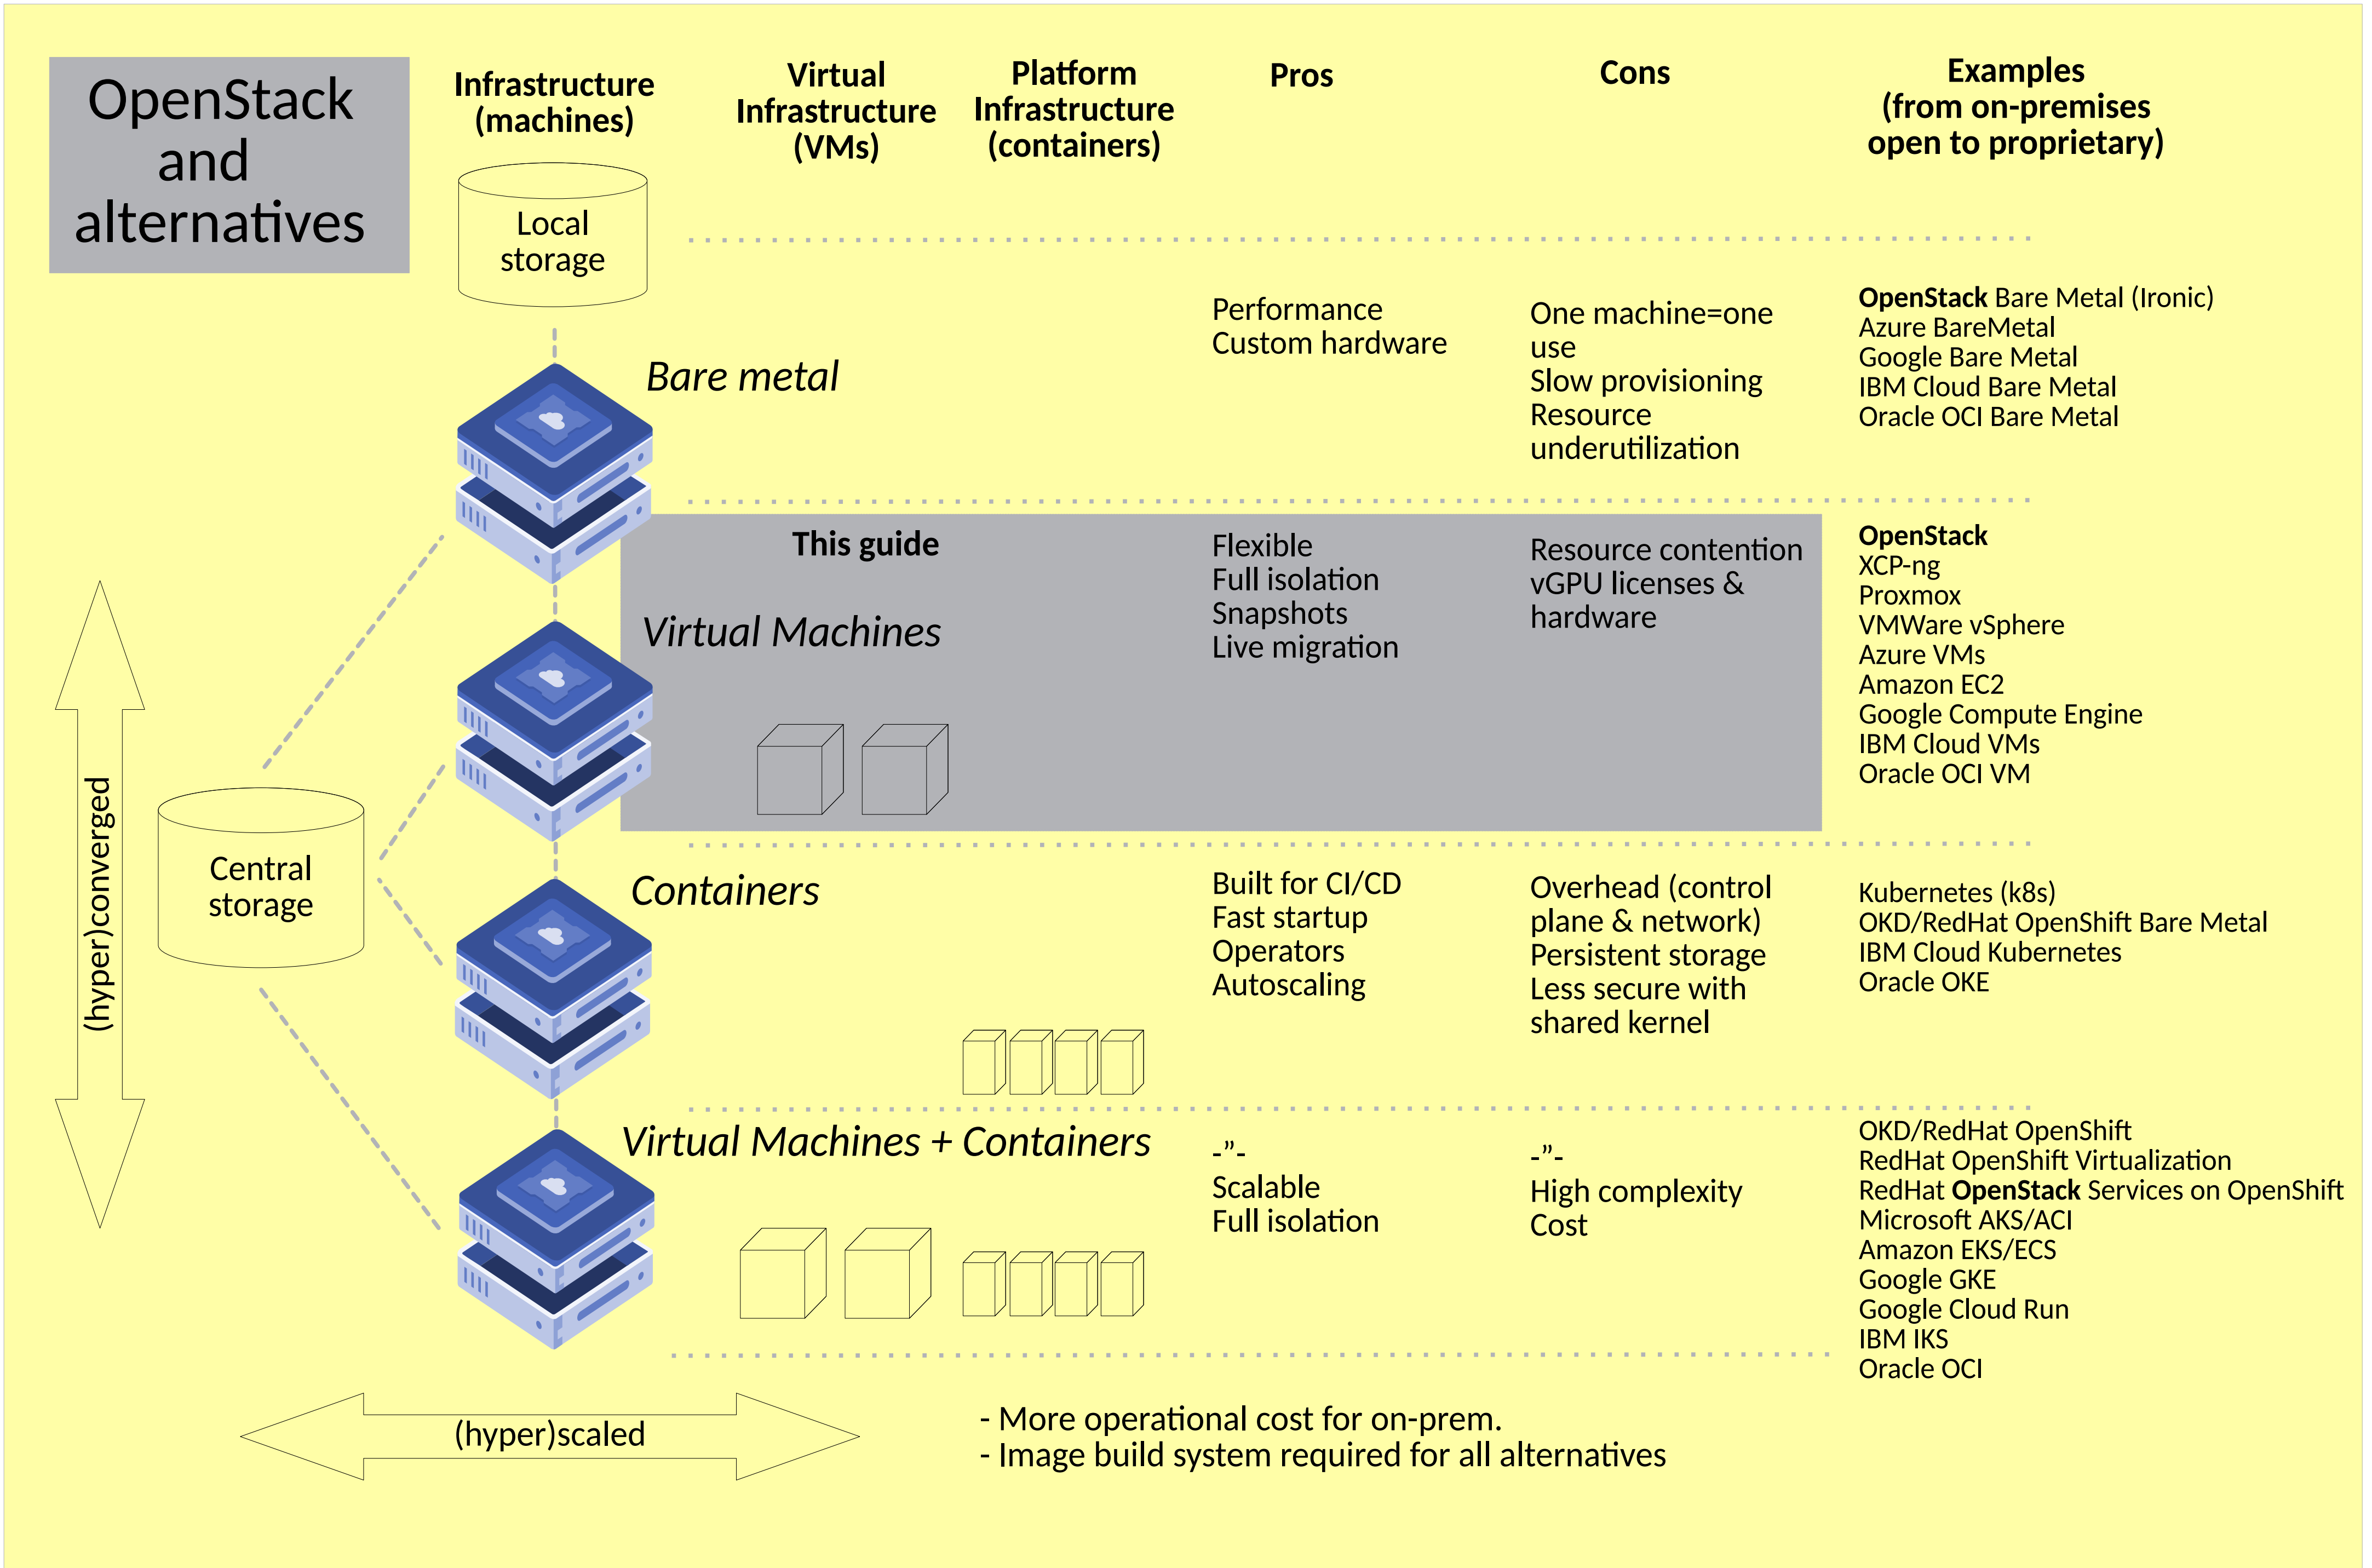 OpenStack
and
alternatives
Infrastructure
(machines)
Virtual
Infrastructure
(VMs)
Platform
Infrastructure
(containers)
Pros
Cons
Examples
(from on-premises
open to proprietary)
Local
storage
Bare metal
Performance
Custom hardware
One machine=one
use
Slow provisioning
Resource
underutilization
OpenStack Bare Metal (Ironic)
Azure BareMetal
Google Bare Metal
IBM Cloud Bare Metal
Oracle OCI Bare Metal
This guide
Virtual Machines
Flexible
Full isolation
Snapshots
Live migration
Resource contention
vGPU licenses &
hardware
OpenStack
XCP-ng
Proxmox
VMWare vSphere
Azure VMs
Amazon EC2
Google Compute Engine
IBM Cloud VMs
Oracle OCI VM
(hyper)converged
Central
storage
Containers
Built for CI/CD
Fast startup
Operators
Autoscaling
Overhead (control
plane & network)
Persistent storage
Less secure with
shared kernel
Kubernetes (k8s)
OKD/RedHat OpenShift Bare Metal
IBM Cloud Kubernetes
Oracle OKE
Virtual Machines + Containers
-”-
Scalable
Full isolation
-”-
High complexity
Cost
OKD/RedHat OpenShift
RedHat OpenShift Virtualization
RedHat OpenStack Services on OpenShift
Microsoft AKS/ACI
Amazon EKS/ECS
Google GKE
Google Cloud Run
IBM IKS
Oracle OCI
(hyper)scaled
- More operational cost for on-prem.
- Image build system required for all alternatives